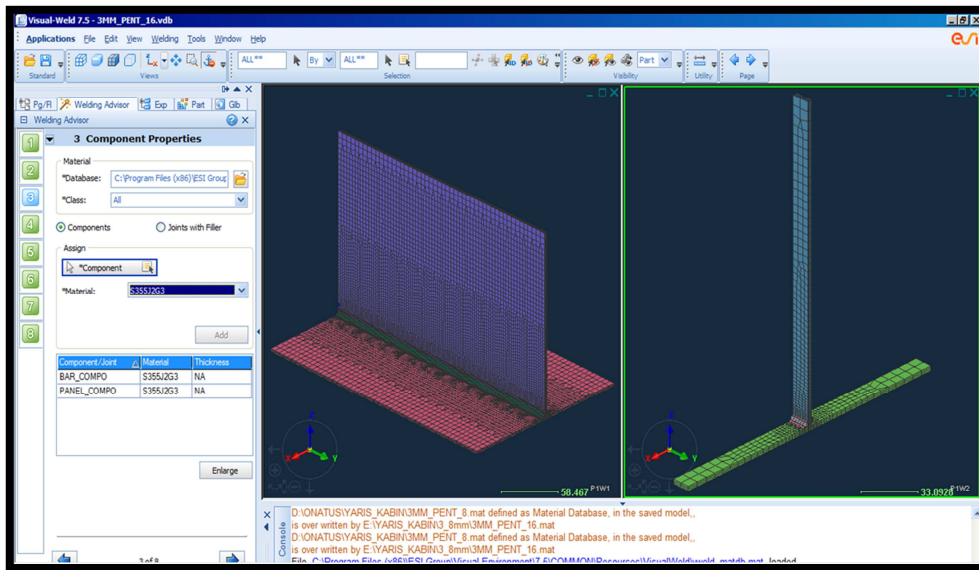 Visual-Weld 7.5 - 3MM_PENT_16.vdb
Applications File Edit View Welding Tools Window Help
esi
ALL** By ALL** Part
Standard Views Selection Visibility Utility Page
Pg/Fl Welding Advisor Exp Part Glb
Welding Advisor
1
2
3
4
5
6
7
8
3 Component Properties
Material
*Database: C:\Program Files (x86)\ESI Group
*Class: All
Components Joints with Filler
Assign
*Component
*Material: S355J2G3
Add
Component/Joint Material Thickness
BAR_COMPO S355J2G3 NA
PANEL_COMPO S355J2G3 NA
Enlarge
3 of 8
Z
X
Y
58.467 P1W1
Z
X
Y
33.0928 P1W2
Console
D:\ONATUS\YARIS_KABIN\3MM_PENT_8.mat defined as Material Database, in the saved model,,
is over written by E:\YARIS_KABIN\3_8mm\3MM_PENT_16.mat
D:\ONATUS\YARIS_KABIN\3MM_PENT_8.mat defined as Material Database, in the saved model,,
is over written by E:\YARIS_KABIN\3_8mm\3MM_PENT_16.mat
File C:\Program Files (x86)\ESI Group\Visual-Environment\7.5\COMMON\Resources\VisualWeld\weld_matdb.mat loaded